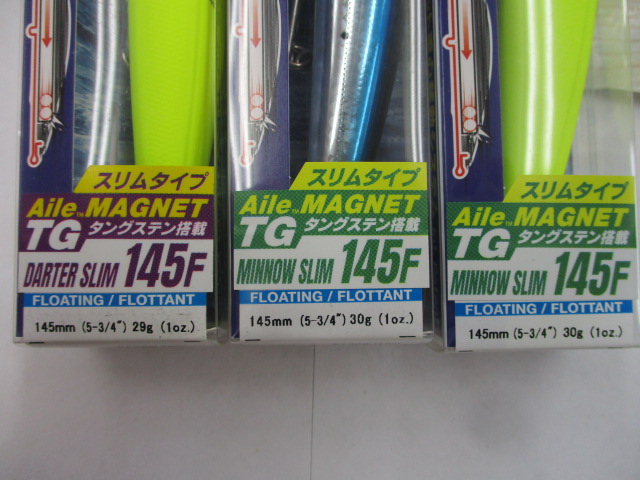 スリムタイプ
Aile™ MAGNET
TG タングステン搭載
DARTER SLIM 145F
FLOATING / FLOTTANT
145mm (5-3/4") 29g (1oz.)
スリムタイプ
Aile™ MAGNET
TG タングステン搭載
MINNOW SLIM 145F
FLOATING / FLOTTANT
145mm (5-3/4") 30g (1oz.)
スリムタイプ
Aile™ MAGNET
TG タングステン搭載
MINNOW SLIM 145F
FLOATING / FLOTTANT
145mm (5-3/4") 30g (1oz.)